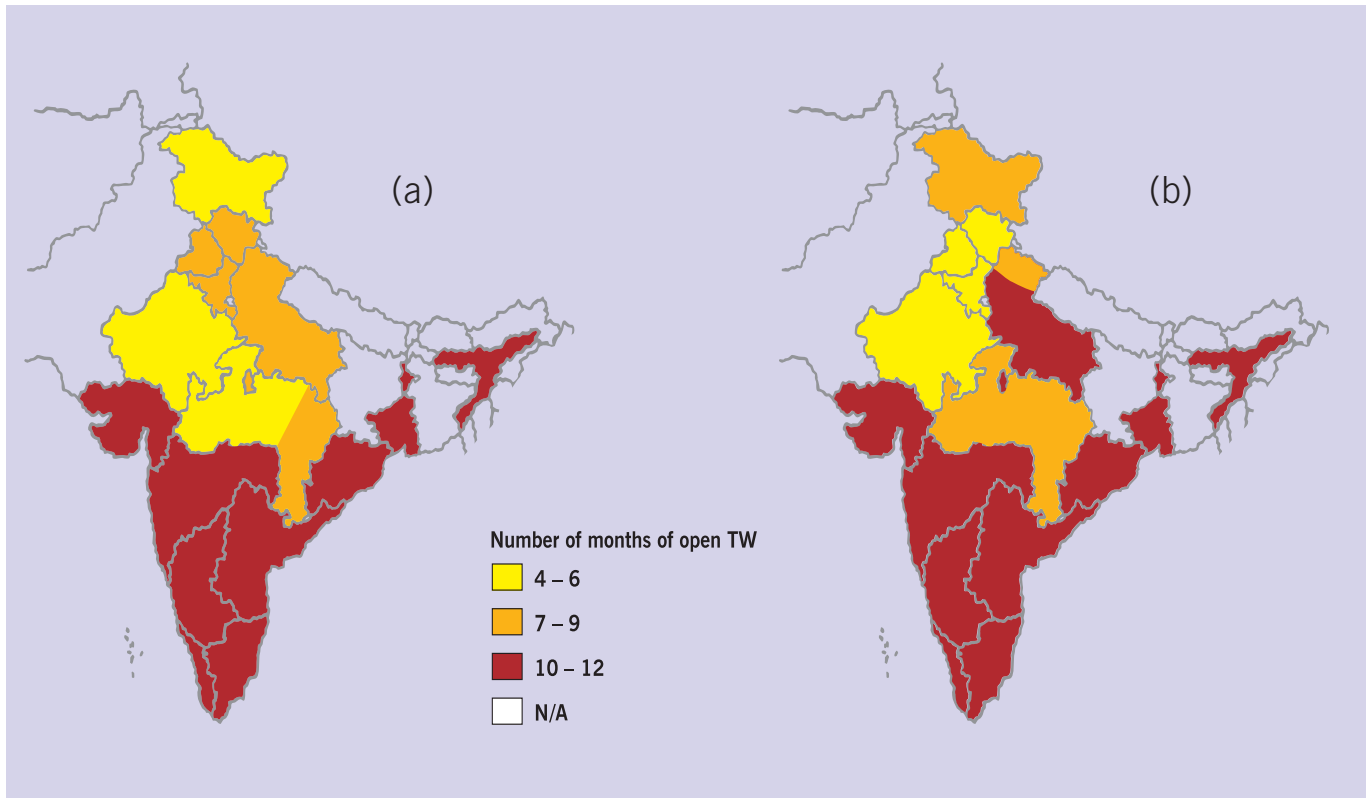 (a)
(b)
Number of months of open TW
4 – 6
7 – 9
10 – 12
N/A